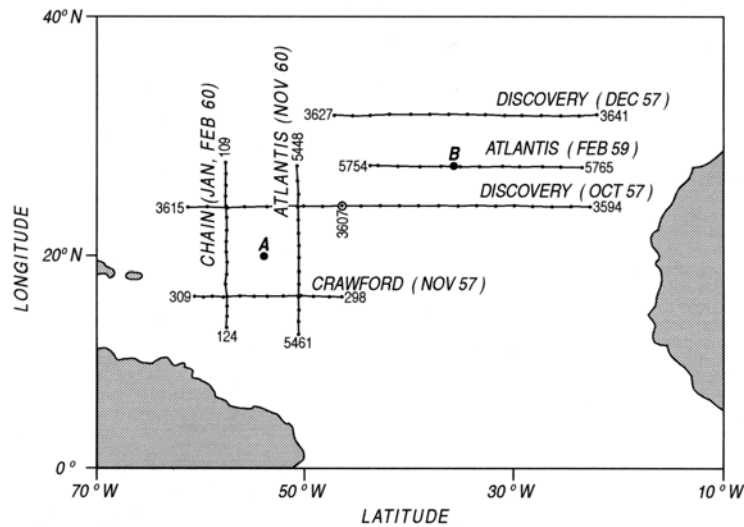 40° N
DISCOVERY ( DEC 57 )
3627
3641
CHAIN (JAN, FEB 60)
109
ATLANTIS (NOV 60)
5448
B
ATLANTIS ( FEB 59 )
5754
5765
DISCOVERY ( OCT 57 )
3615
3607
3594
20° N
A
CRAWFORD ( NOV 57 )
309
298
124
5461
LONGITUDE
0°
70° W
50° W
30° W
10° W
LATITUDE